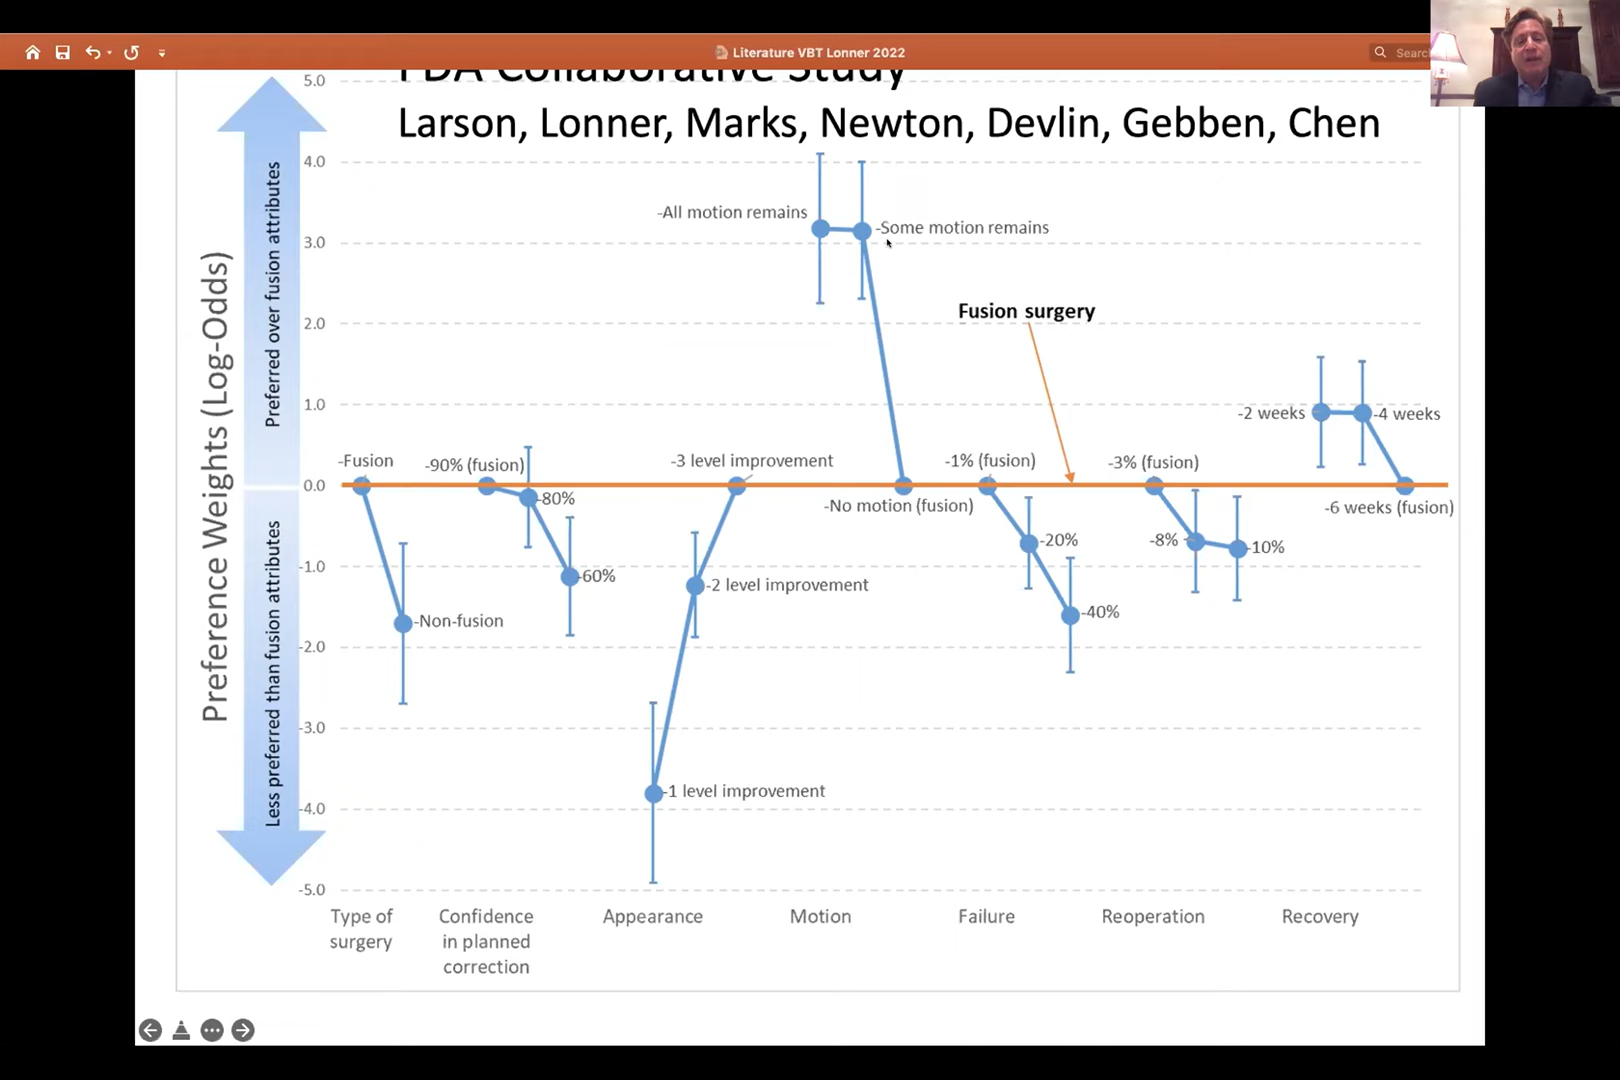 Literature VBT Lonner 2022
Searc
FDA Collaborative Study
Larson, Lonner, Marks, Newton, Devlin, Gebben, Chen
Preference Weights (Log-Odds)
Preferred over fusion attributes
Less preferred than fusion attributes
5.0
4.0
3.0
2.0
1.0
0.0
-1.0
-2.0
-3.0
-4.0
-5.0
-All motion remains
-Some motion remains
Fusion surgery
-2 weeks
-4 weeks
-Fusion
-90% (fusion)
-3 level improvement
-1% (fusion)
-3% (fusion)
-80%
-No motion (fusion)
-6 weeks (fusion)
-20%
-8%
-10%
-60%
-2 level improvement
-40%
-Non-fusion
-1 level improvement
Type of
surgery
Confidence
in planned
correction
Appearance
Motion
Failure
Reoperation
Recovery